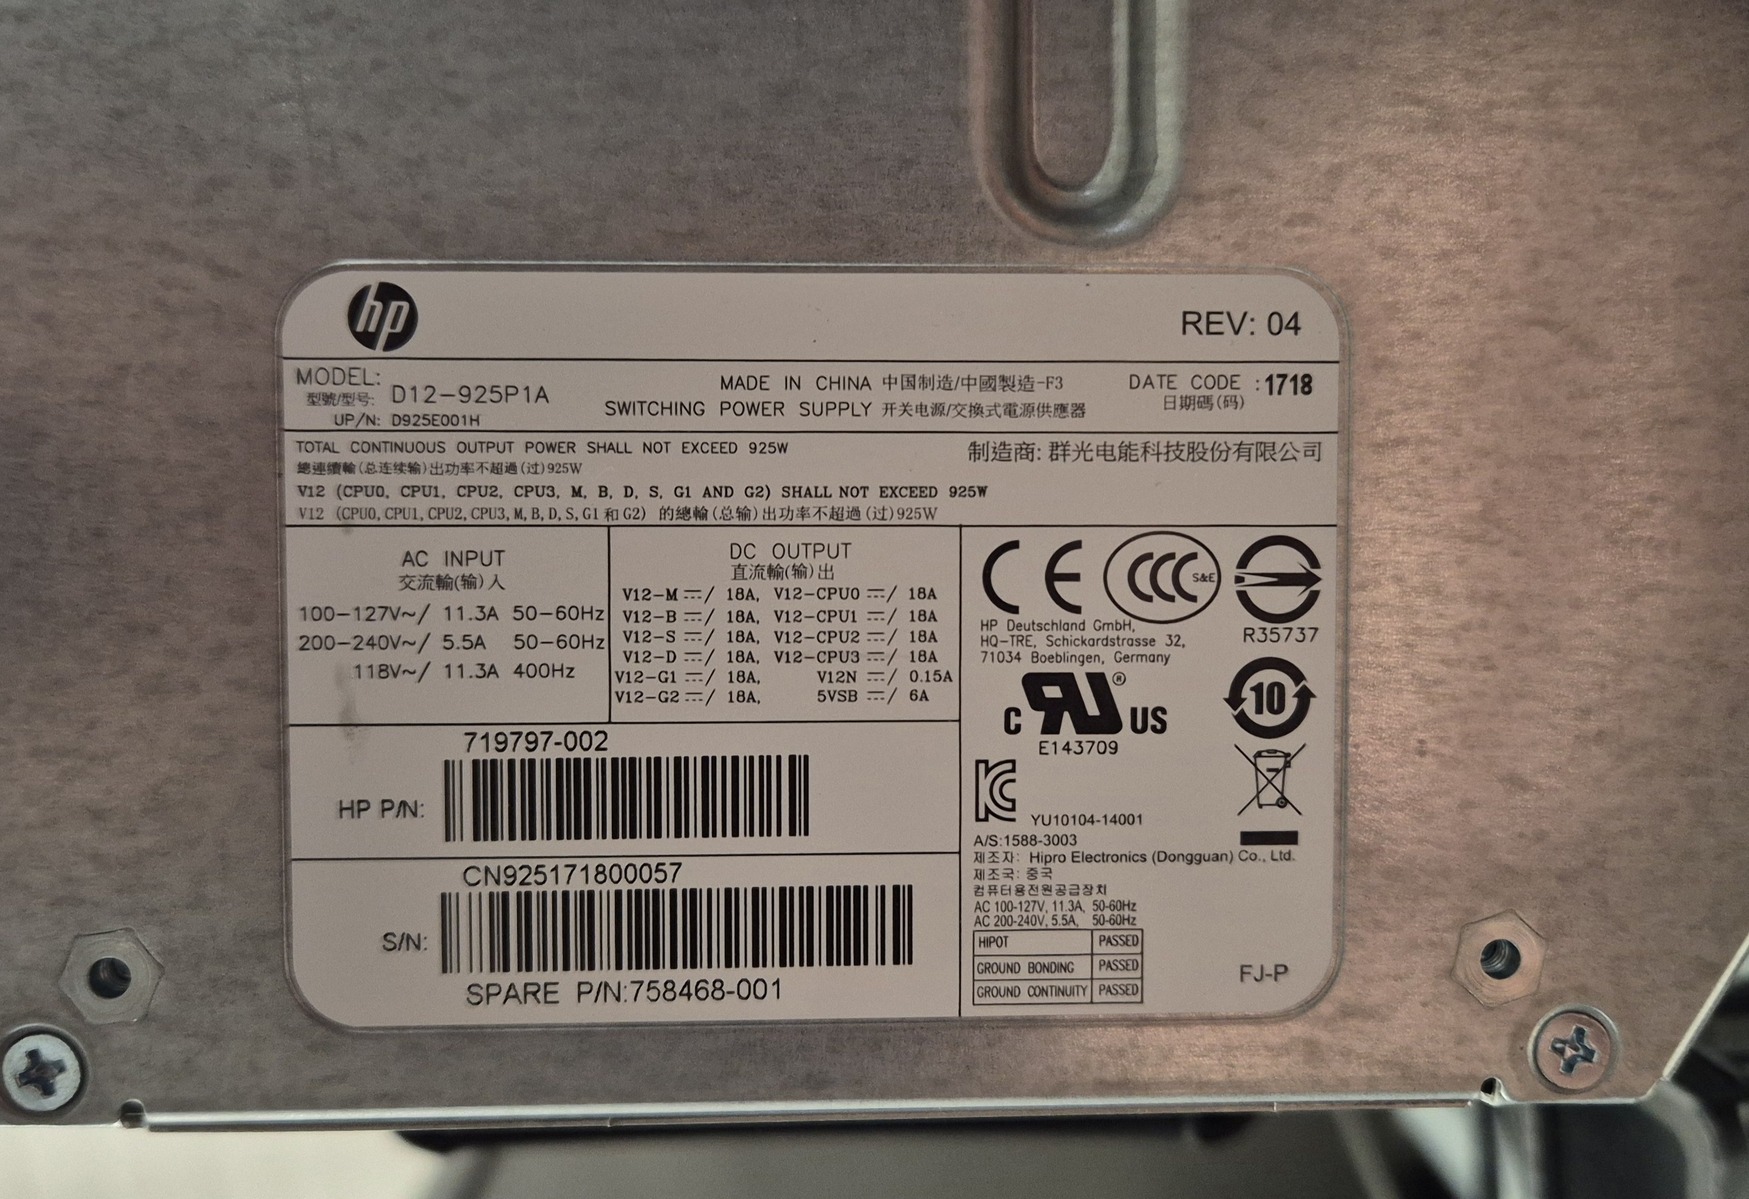 hp
REV: 04
MODEL:
型號/型号: D12-925P1A
UP/N: D925E001H
MADE IN CHINA 中国制造/中國製造-F3
SWITCHING POWER SUPPLY 开关电源/交換式電源供應器
DATE CODE : 1718
日期碼(码)
TOTAL CONTINUOUS OUTPUT POWER SHALL NOT EXCEED 925W
總連續輸(总连续输)出功率不超過(过)925W
制造商: 群光电能科技股份有限公司
V12 (CPU0, CPU1, CPU2, CPU3, M, B, D, S, G1 AND G2) SHALL NOT EXCEED 925W
V12 (CPU0, CPU1, CPU2, CPU3, M, B, D, S, G1 和 G2) 的總輸(总输)出功率不超過(过)925W
AC INPUT
交流輸(输)入
100-127V~/ 11.3A 50-60Hz
200-240V~/ 5.5A 50-60Hz
118V~/ 11.3A 400Hz
DC OUTPUT
直流輸(输)出
V12-M ⎓/ 18A, V12-CPU0 ⎓/ 18A
V12-B ⎓/ 18A, V12-CPU1 ⎓/ 18A
V12-S ⎓/ 18A, V12-CPU2 ⎓/ 18A
V12-D ⎓/ 18A, V12-CPU3 ⎓/ 18A
V12-G1 ⎓/ 18A, V12N ⎓/ 0.15A
V12-G2 ⎓/ 18A, 5VSB ⎓/ 6A
719797-002
HP P/N:
CN925171800057
S/N:
SPARE P/N:758468-001
CE
CCC S&E
R35737
HP Deutschland GmbH,
HQ-TRE, Schickardstrasse 32,
71034 Boeblingen, Germany
c RU ® US
E143709
10
KC
YU10104-14001
A/S:1588-3003
제조자: Hipro Electronics (Dongguan) Co., Ltd.
제조국: 중국
컴퓨터용전원공급장치
AC 100-127V, 11.3A, 50-60Hz
AC 200-240V, 5.5A, 50-60Hz
HIPOT PASSED
GROUND BONDING PASSED
GROUND CONTINUITY PASSED
FJ-P